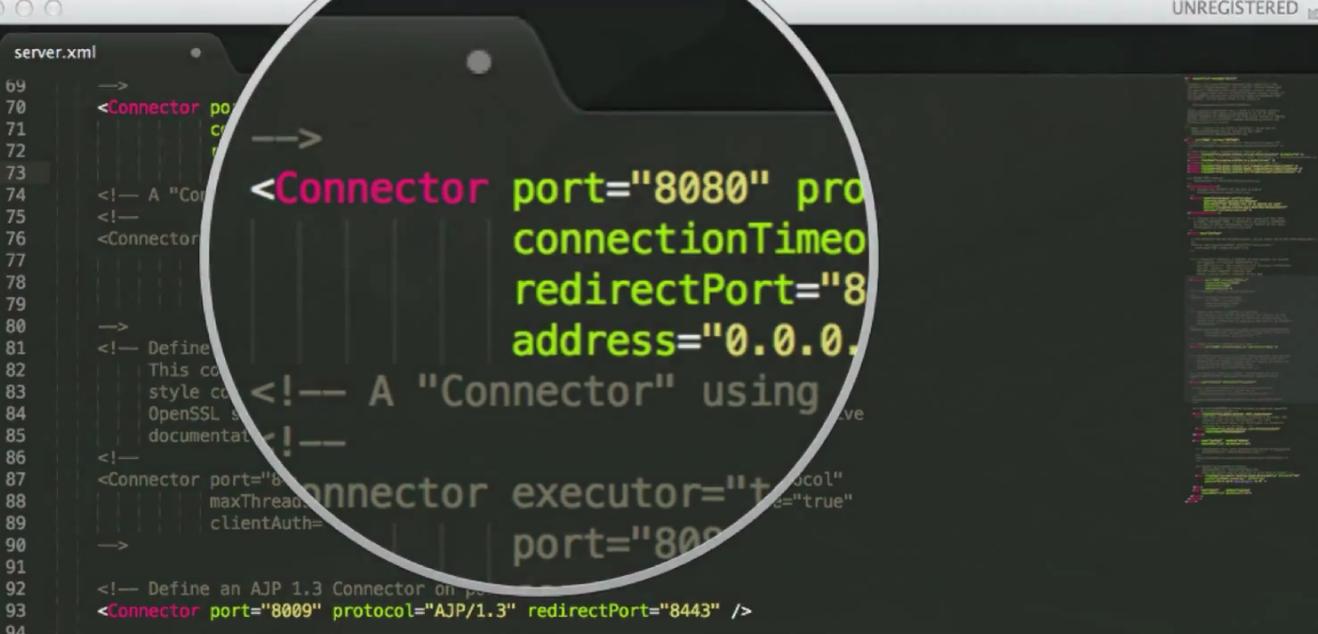 UNREGISTERED
server.xml
69 -->
70 <Connector po
71
72
73
74 <!-- A "Con
75 <!--
76 <Connector
77
78
79
80 -->
81 <!-- Define
82 This co
83 style co
84 OpenSSL s
85 documentat
86 <!--
87 <Connector port="8 ocol"
88 maxThread e="true"
89 clientAuth=
90 -->
91
92 <!-- Define an AJP 1.3 Connector on p
93 <Connector port="8009" protocol="AJP/1.3" redirectPort="8443" />
94
-->
<Connector port="8080" pro
connectionTimeo
redirectPort="8
address="0.0.0.
<!-- A "Connector" using
<!--
onnector executor="t
port="80